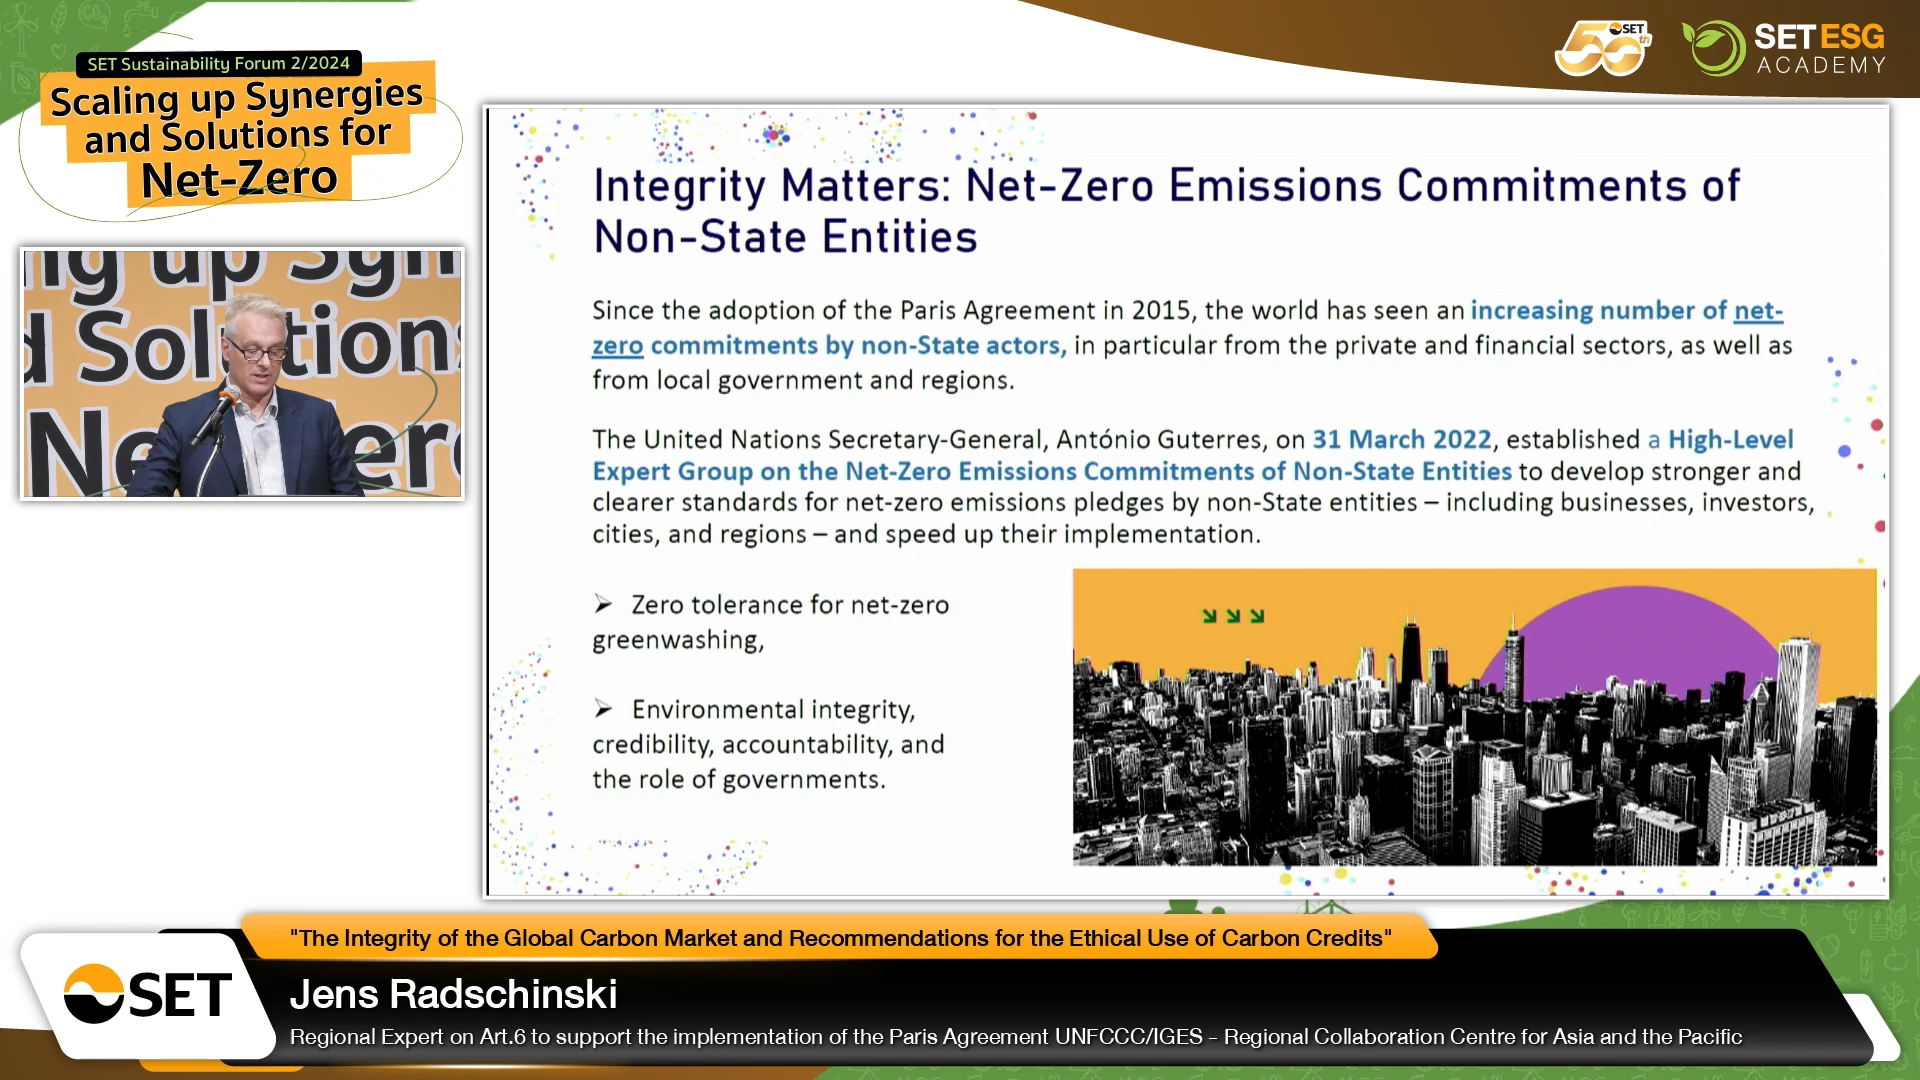 SET Sustainability Forum 2/2024
Scaling up Synergies
and Solutions for
Net-Zero
50th
SET
SET ESG
ACADEMY
ng up Syn
d Solutions
Net
er
Integrity Matters: Net-Zero Emissions Commitments of
Non-State Entities
Since the adoption of the Paris Agreement in 2015, the world has seen an increasing number of net-
zero commitments by non-State actors, in particular from the private and financial sectors, as well as
from local government and regions.
The United Nations Secretary-General, António Guterres, on 31 March 2022, established a High-Level
Expert Group on the Net-Zero Emissions Commitments of Non-State Entities to develop stronger and
clearer standards for net-zero emissions pledges by non-State entities – including businesses, investors,
cities, and regions – and speed up their implementation.
➢ Zero tolerance for net-zero
greenwashing,
➢ Environmental integrity,
credibility, accountability, and
the role of governments.
"The Integrity of the Global Carbon Market and Recommendations for the Ethical Use of Carbon Credits"
SET
Jens Radschinski
Regional Expert on Art.6 to support the implementation of the Paris Agreement UNFCCC/IGES – Regional Collaboration Centre for Asia and the Pacific